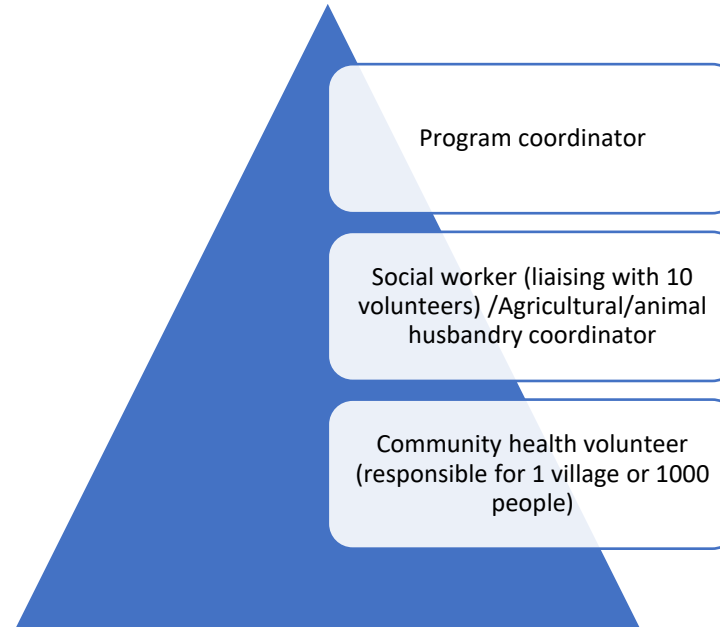 Program coordinator
Social worker (liaising with 10
volunteers) /Agricultural/animal
husbandry coordinator
Community health volunteer
(responsible for 1 village or 1000
people)